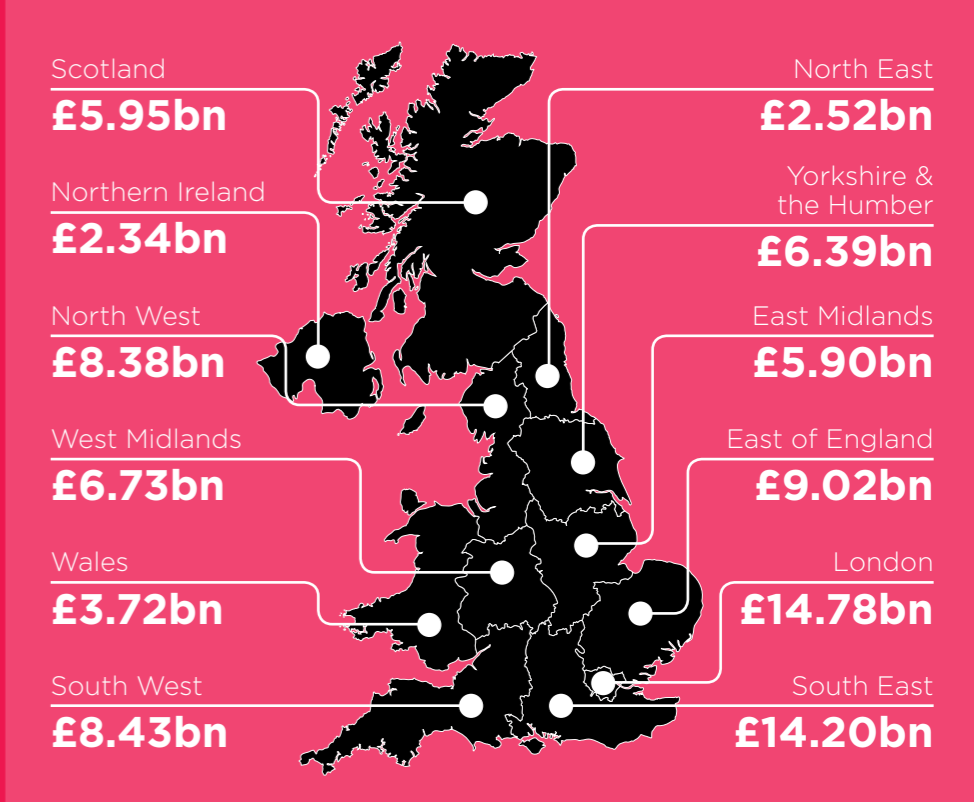 Scotland
£5.95bn
Northern Ireland
£2.34bn
North West
£8.38bn
West Midlands
£6.73bn
Wales
£3.72bn
South West
£8.43bn
North East
£2.52bn
Yorkshire &
the Humber
£6.39bn
East Midlands
£5.90bn
East of England
£9.02bn
London
£14.78bn
South East
£14.20bn